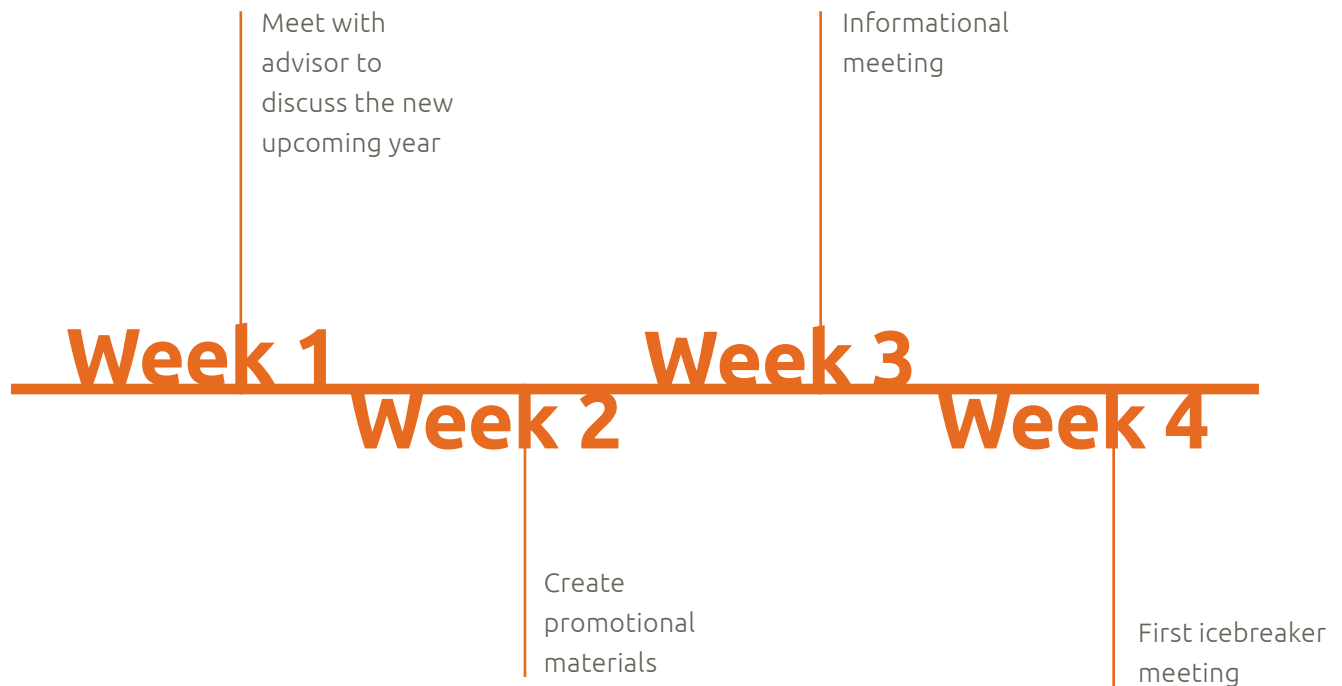 Meet with
advisor to
discuss the new
upcoming year
Informational
meeting
Week 1
Week 3
Week 2
Week 4
Create
promotional
materials
First icebreaker
meeting